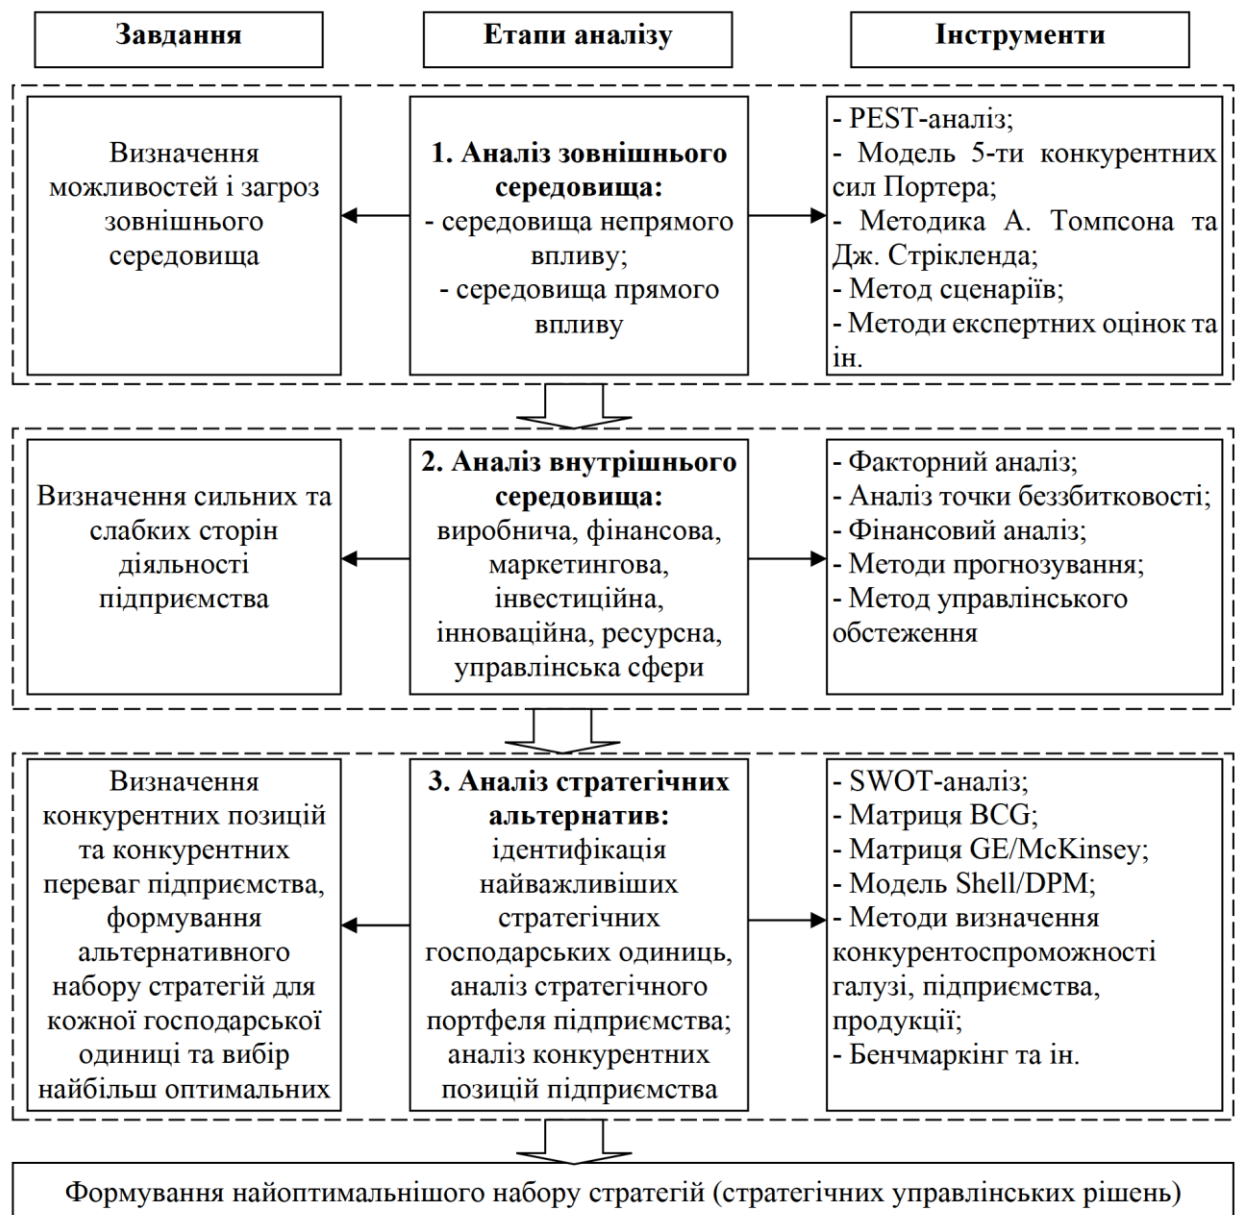 Завдання
Етапи аналізу
Інструменти
Визначення
можливостей і загроз
зовнішнього
середовища
1. Аналіз зовнішнього
середовища:
- середовища непрямого
впливу;
- середовища прямого
впливу
- PEST-аналіз;
- Модель 5-ти конкурентних
сил Портера;
- Методика А. Томпсона та
Дж. Стрікленда;
- Метод сценаріїв;
- Методи експертних оцінок та
ін.
Визначення сильних та
слабких сторін
діяльності
підприємства
2. Аналіз внутрішнього
середовища:
виробнича, фінансова,
маркетингова,
інвестиційна,
інноваційна, ресурсна,
управлінська сфери
- Факторний аналіз;
- Аналіз точки беззбитковості;
- Фінансовий аналіз;
- Методи прогнозування;
- Метод управлінського
обстеження
Визначення
конкурентних позицій
та конкурентних
переваг підприємства,
формування
альтернативного
набору стратегій для
кожної господарської
одиниці та вибір
найбільш оптимальних
3. Аналіз стратегічних
альтернатив:
ідентифікація
найважливіших
стратегічних
господарських одиниць,
аналіз стратегічного
портфеля підприємства;
аналіз конкурентних
позицій підприємства
- SWOT-аналіз;
- Матриця BCG;
- Матриця GE/McKinsey;
- Модель Shell/DPM;
- Методи визначення
конкурентоспроможності
галузі, підприємства,
продукції;
- Бенчмаркінг та ін.
Формування найоптимальнішого набору стратегій (стратегічних управлінських рішень)